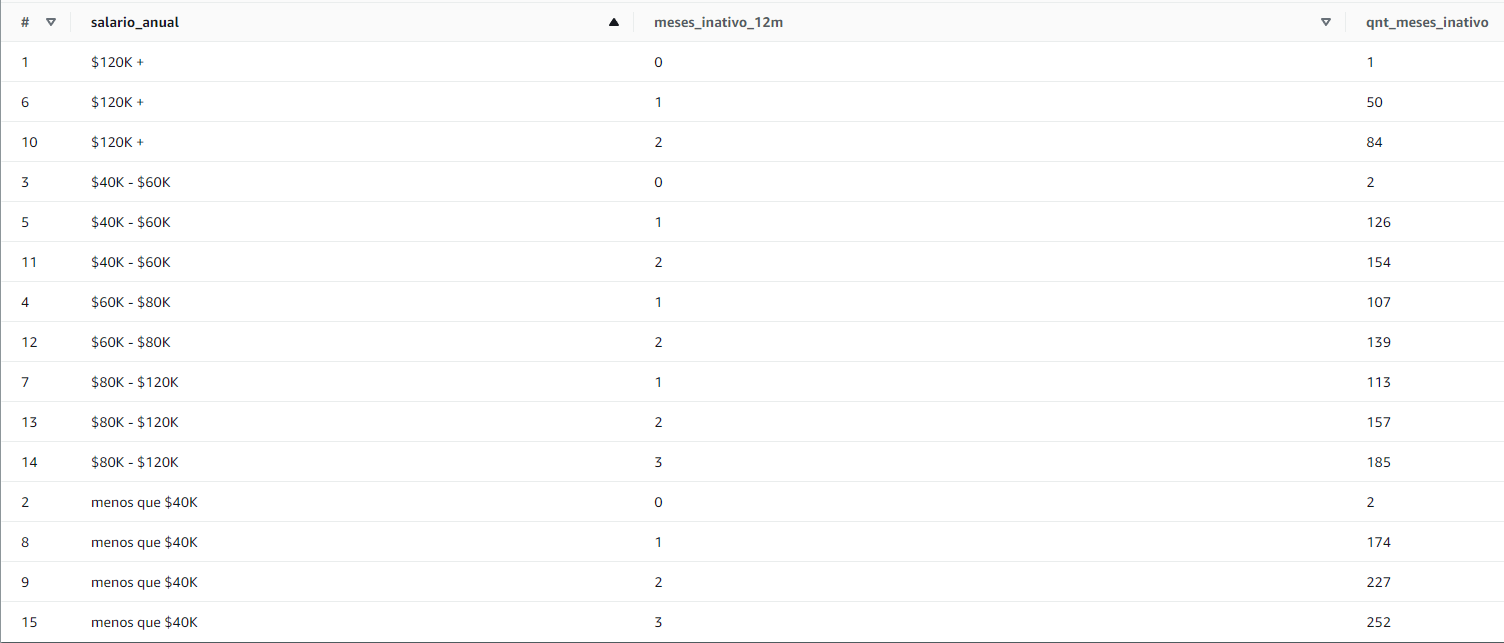 # salario_anual meses_inativo_12m qnt_meses_inativo
1 $120K + 0 1
6 $120K + 1 50
10 $120K + 2 84
3 $40K - $60K 0 2
5 $40K - $60K 1 126
11 $40K - $60K 2 154
4 $60K - $80K 1 107
12 $60K - $80K 2 139
7 $80K - $120K 1 113
13 $80K - $120K 2 157
14 $80K - $120K 3 185
2 menos que $40K 0 2
8 menos que $40K 1 174
9 menos que $40K 2 227
15 menos que $40K 3 252